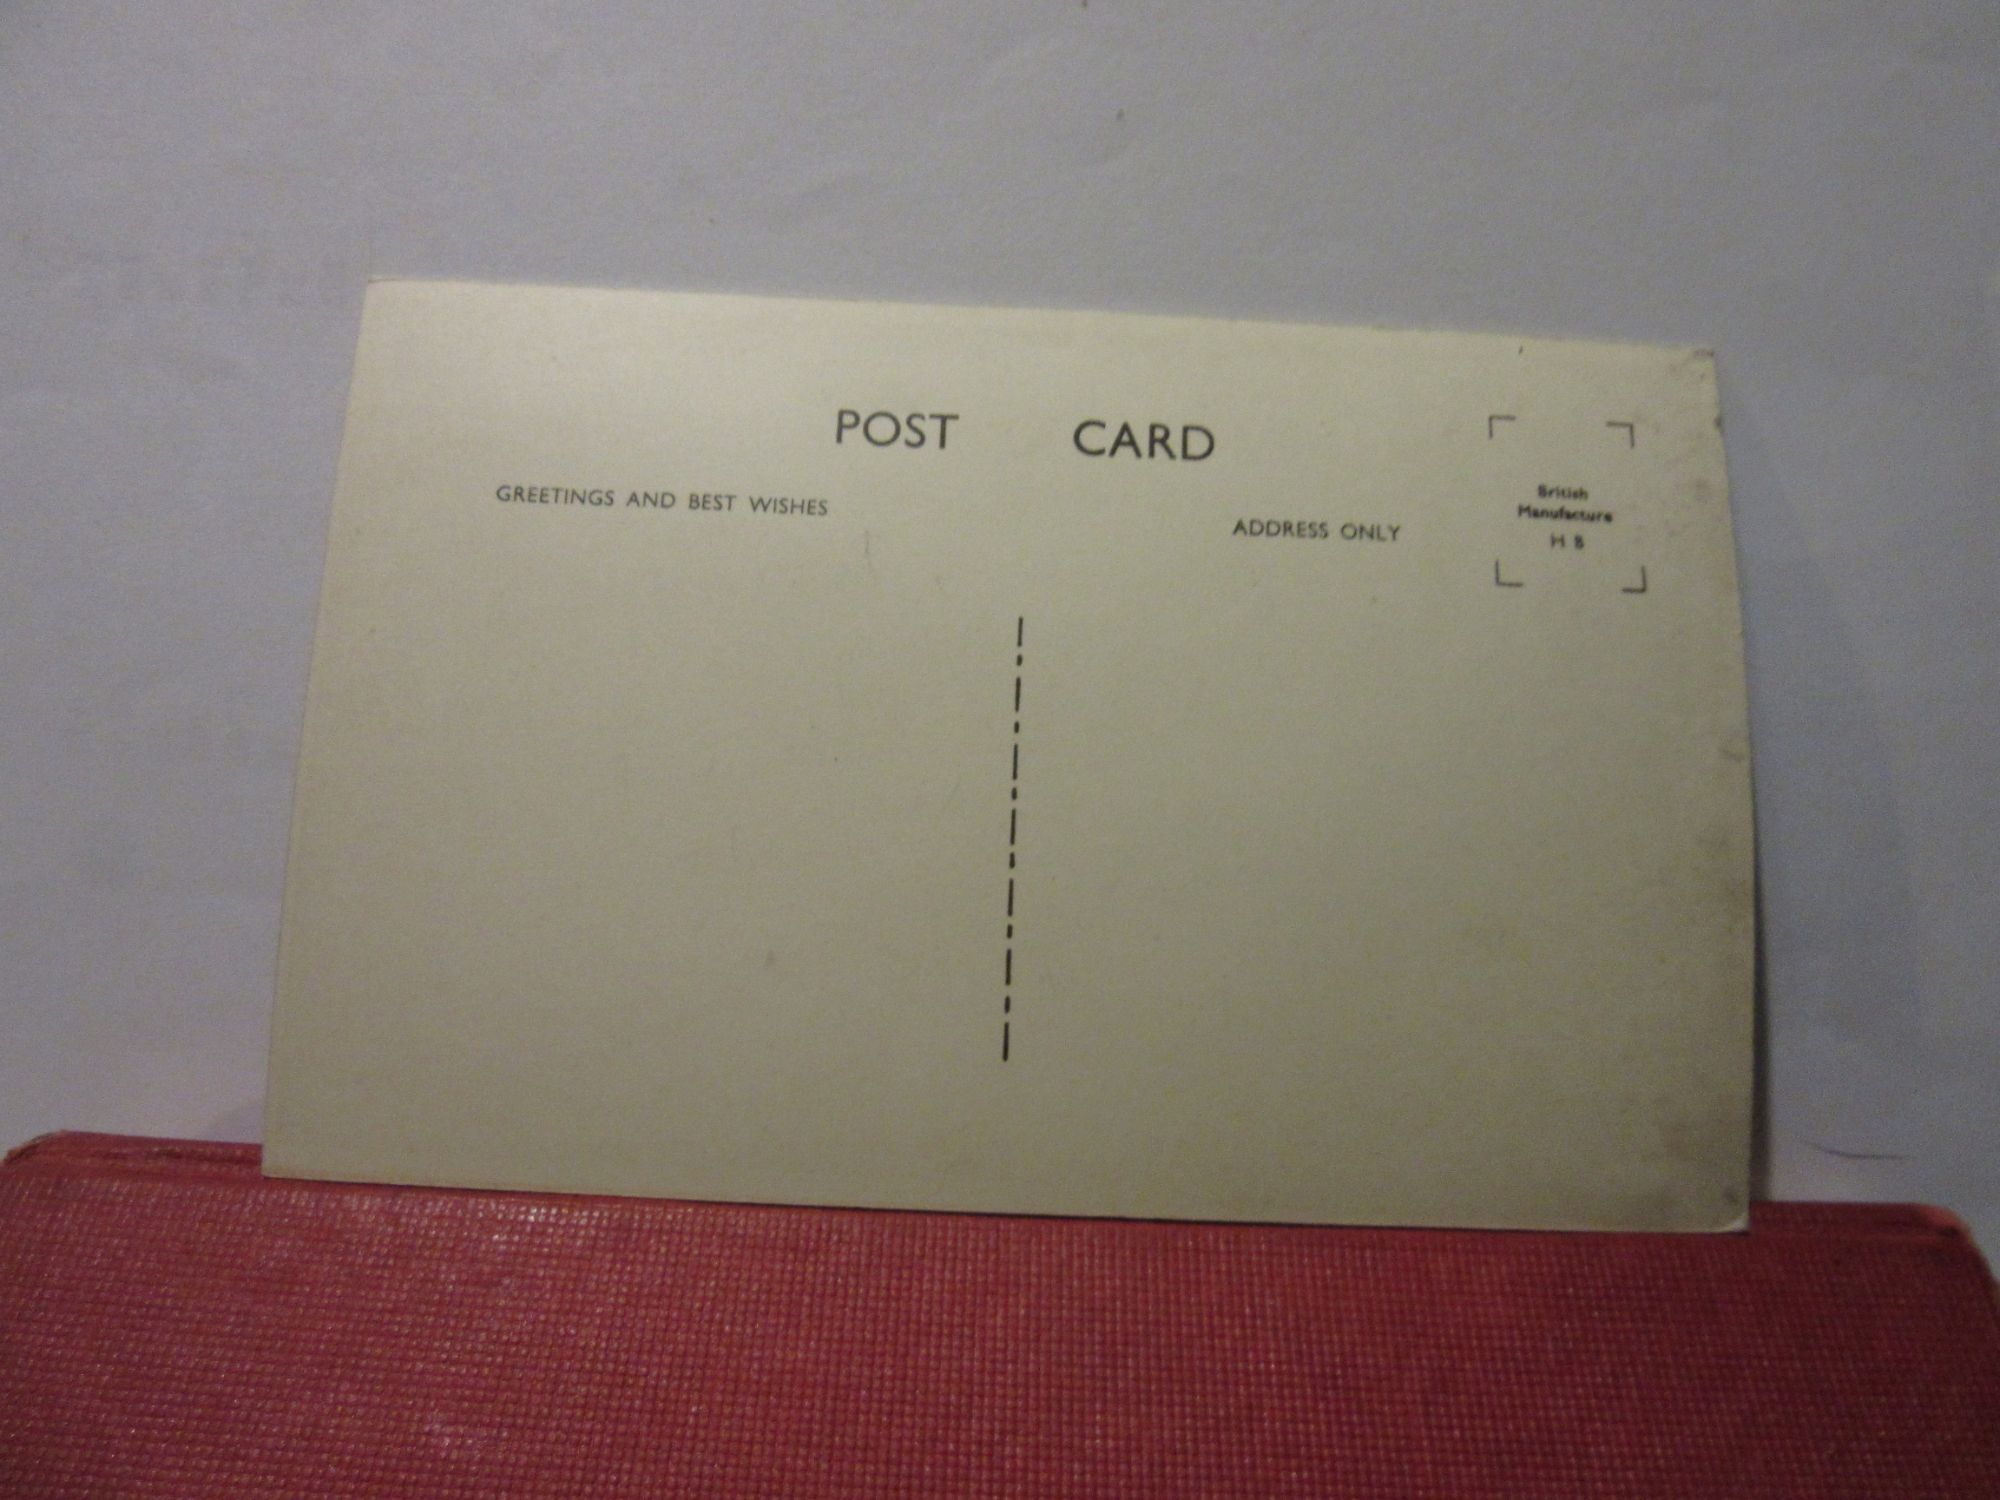 POST CARD
GREETINGS AND BEST WISHES
ADDRESS ONLY
British
Manufacture
H B